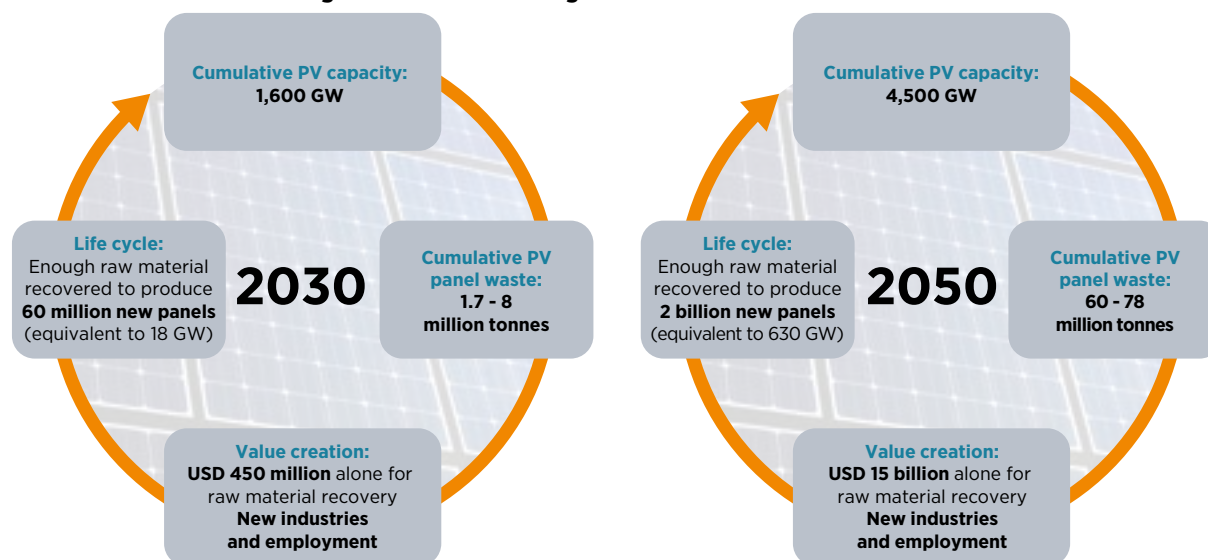 Cumulative PV capacity:
1,600 GW
Life cycle:
Enough raw material
recovered to produce
60 million new panels
(equivalent to 18 GW)
2030
Cumulative PV
panel waste:
1.7 - 8
million tonnes
Value creation:
USD 450 million alone for
raw material recovery
New industries
and employment
Cumulative PV capacity:
4,500 GW
Life cycle:
Enough raw material
recovered to produce
2 billion new panels
(equivalent to 630 GW)
2050
Cumulative PV
panel waste:
60 - 78
million tonnes
Value creation:
USD 15 billion alone for
raw material recovery
New industries
and employment